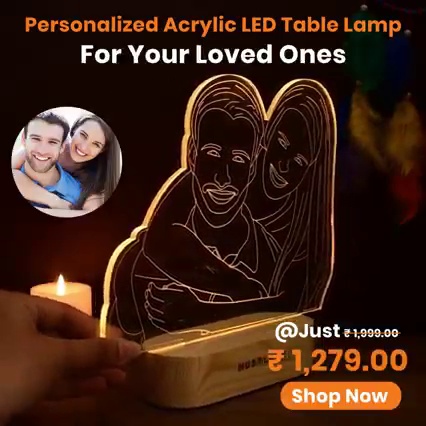 Personalized Acrylic LED Table Lamp
For Your Loved Ones
@Just ₹ 1,999.00
₹ 1,279.00
Shop Now